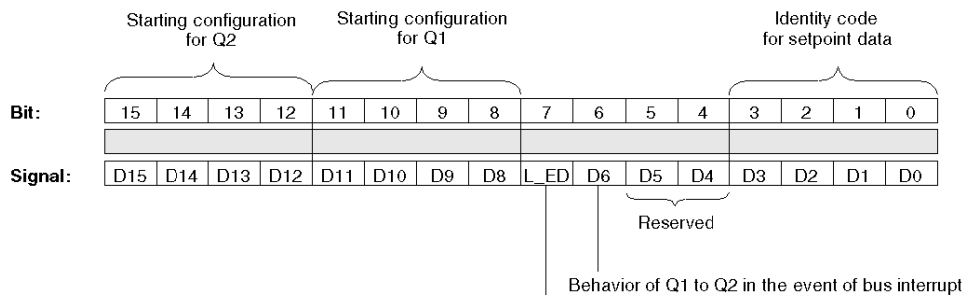 Starting configuration
for Q2
Starting configuration
for Q1
Identity code
for setpoint data
Bit: 15 14 13 12 11 10 9 8 7 6 5 4 3 2 1 0
Signal: D15 D14 D13 D12 D11 D10 D9 D8 L_ED D6 D5 D4 D3 D2 D1 D0
Reserved
Behavior of Q1 to Q2 in the event of bus interrupt